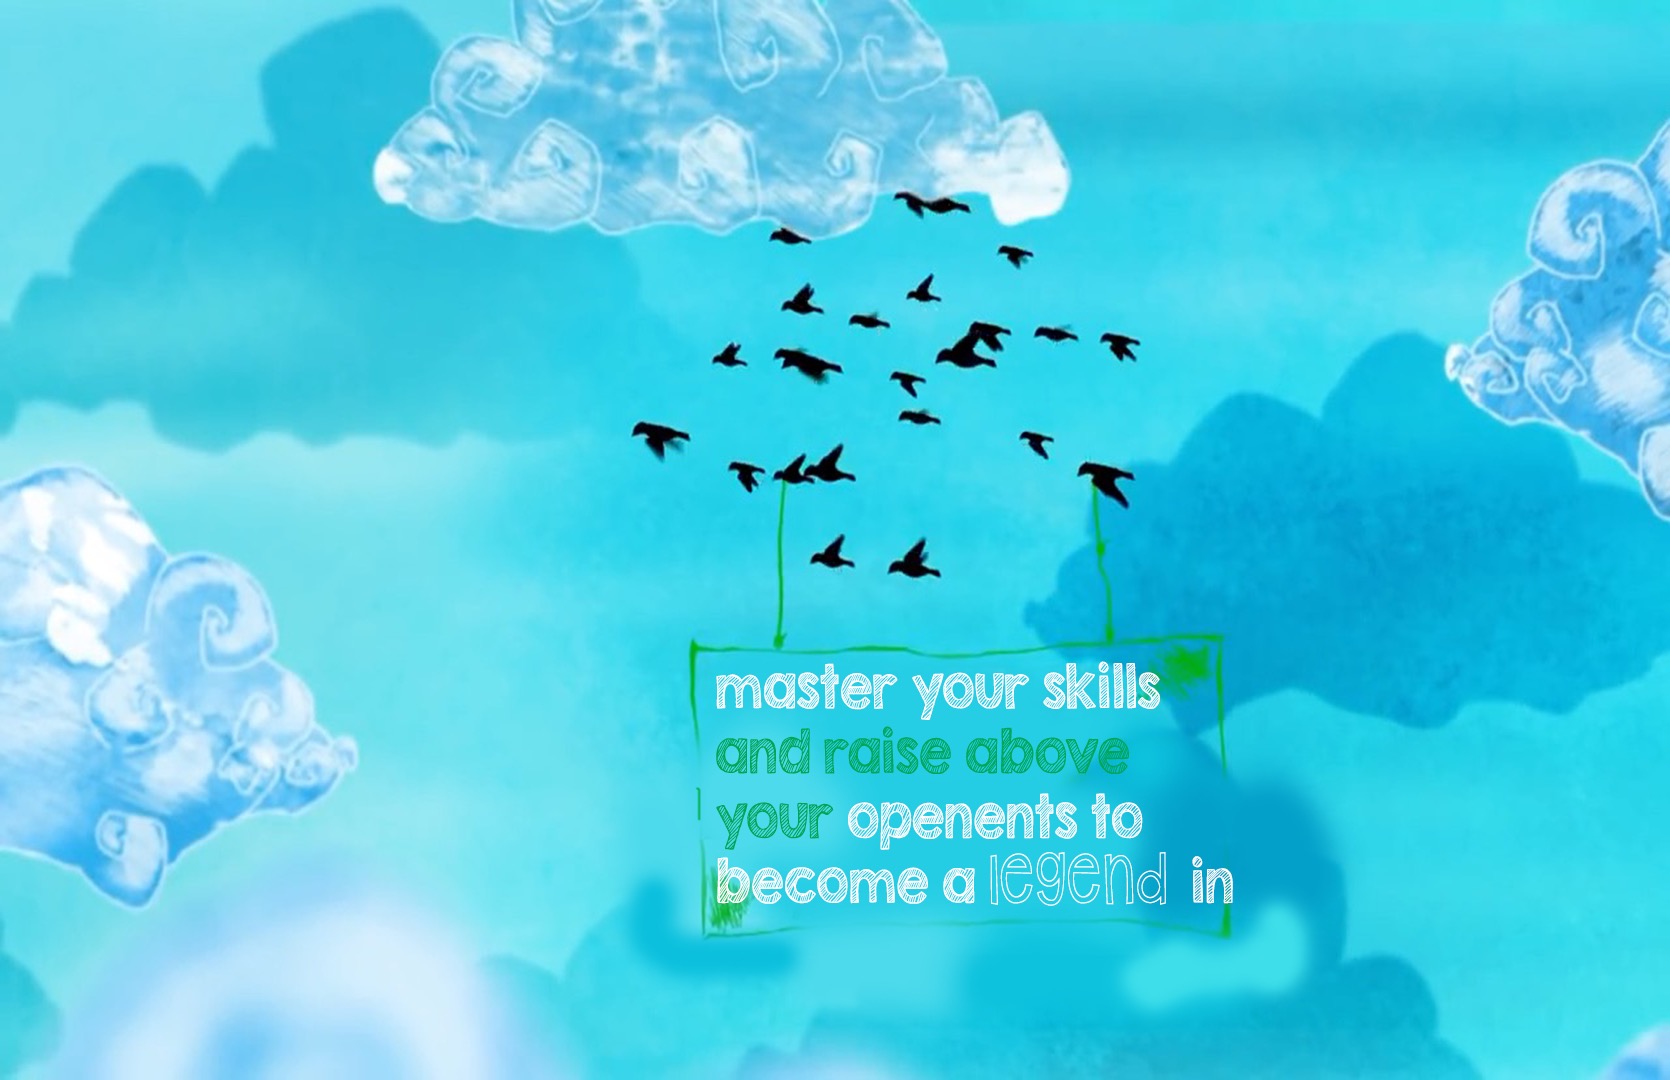 master your skills
and raise above
your openents to
become a legend in